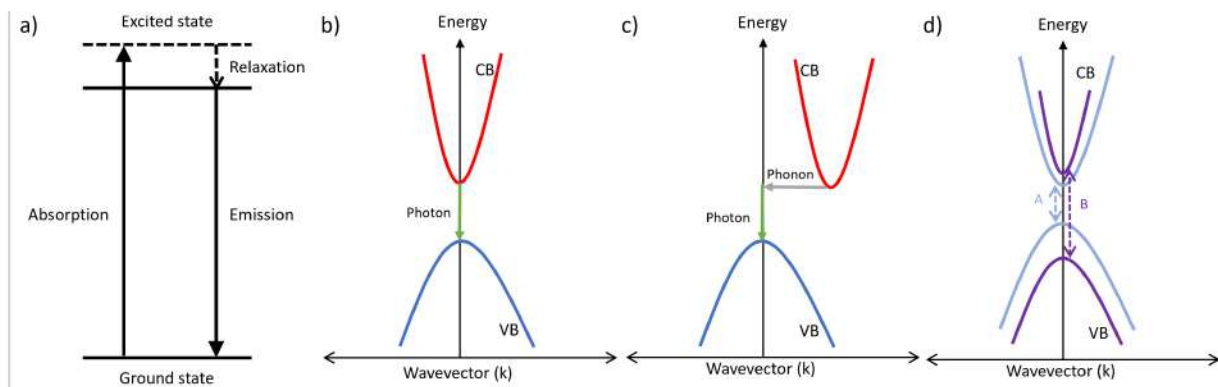 a)
Excited state
Relaxation
Absorption
Emission
Ground state
b)
Energy
CB
Photon
VB
Wavevector (k)
c)
Energy
CB
Phonon
Photon
VB
Wavevector (k)
d)
Energy
CB
A
B
VB
Wavevector (k)